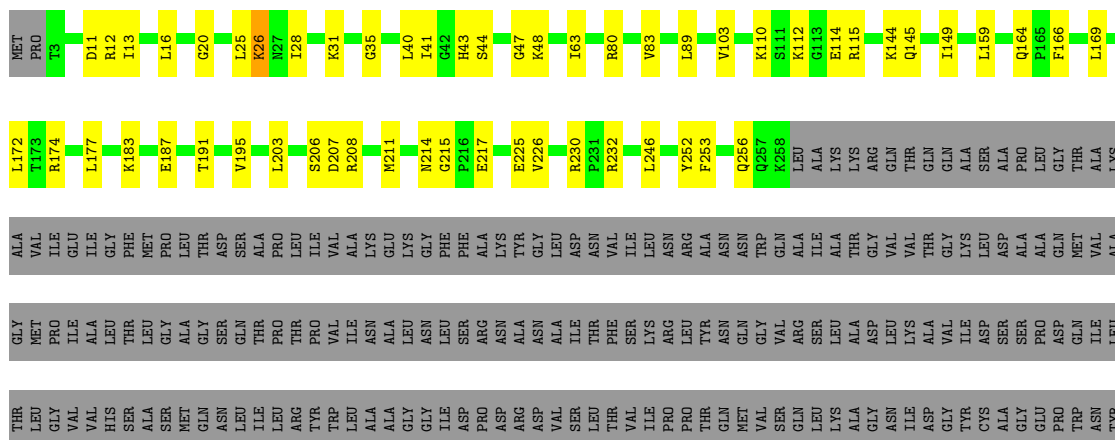 MET PRO T3 D11 R12 I13 L16 G20 L25 K26 N27 I28 K31 G35 L40 I41 G42 H43 S44 G47 K48 I63 R80 V83 L89 V103 K110 S111 K112 G113 E114 R115 K144 Q145 I149 L159 Q164 P165 F166 L169
L172 T173 R174 L177 K183 E187 T191 V195 L203 S206 D207 R208 M211 N214 G215 P216 E217 E225 V226 R230 P231 R232 L246 Y252 F253 Q256 Q257 K258 LEU ALA LYS LYS ARG GLN THR GLN GLN ALA SER ALA PRO LEU GLY THR ALA LYS
ALA VAL ILE GLU ILE GLY PHE MET PRO LEU THR ASP SER ALA PRO LEU ILE VAL ALA LYS GLU LYS GLY PHE PHE ALA LYS TYR GLY LEU ASP ASN VAL ILE LEU ASN ARG ALA ASN ASN TRP GLN ALA ILE ALA THR GLY VAL VAL THR GLY LYS LEU ASP ALA ALA GLN MET VAL ALA
GLY MET PRO ILE ALA LEU THR LEU GLY ALA GLY SER GLN THR PRO THR PRO VAL ILE ASN ALA LEU ASN LEU SER ARG ASN ALA ASN ALA ILE THR PHE SER LYS ARG LEU TYR ASN GLN GLY VAL ARG SER LEU ALA ASP LEU LYS ALA VAL ILE ASP SER SER PRO ASP GLN ILE LEU
THR LEU GLY VAL VAL HIS SER ALA SER MET GLN ASN LEU ILE LEU ARG TYR TRP LEU ALA ALA GLY GLY ILE ASP PRO ASP ARG ASP VAL SER LEU THR VAL ILE PRO PRO THR GLN MET VAL SER GLN LEU LYS ALA GLY ASN ILE ASP GLY TYR CYS ALA GLY GLU PRO TRP ASN TYR